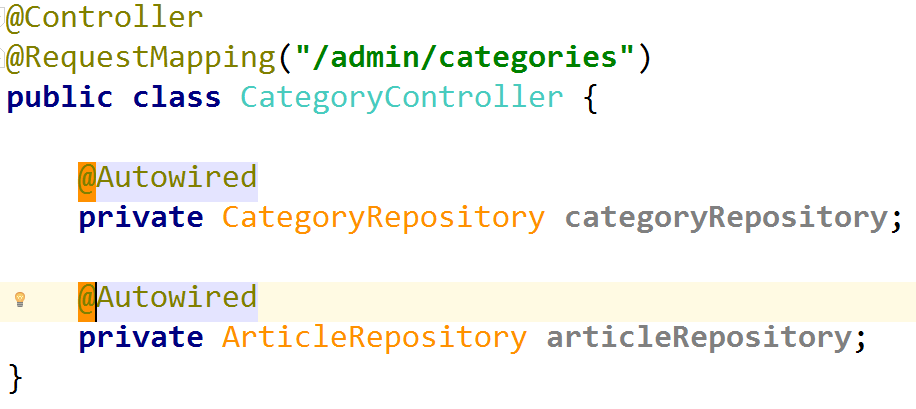 @Controller
@RequestMapping("/admin/categories")
public class CategoryController {
@Autowired
private CategoryRepository categoryRepository;
@Autowired
private ArticleRepository articleRepository;
}